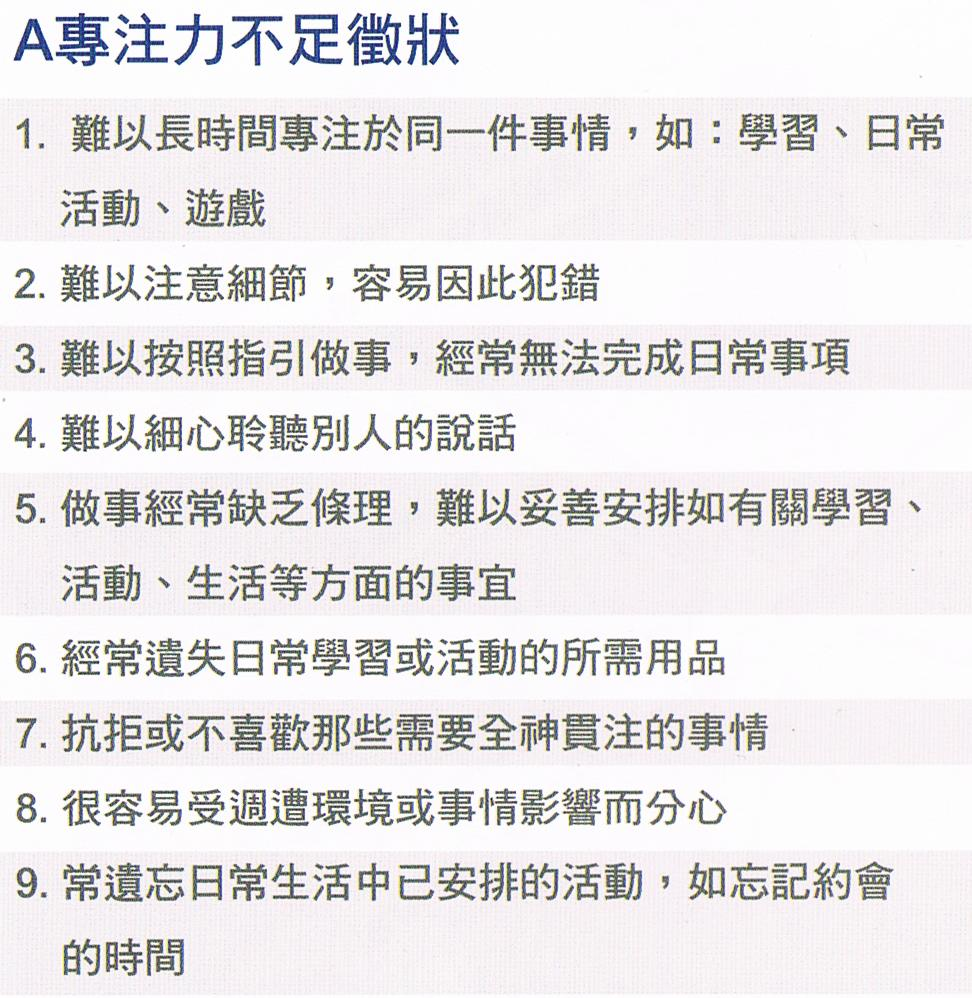 A專注力不足徵狀
1. 難以長時間專注於同一件事情，如：學習、日常
活動、遊戲
2. 難以注意細節，容易因此犯錯
3. 難以按照指引做事，經常無法完成日常事項
4. 難以細心聆聽別人的說話
5. 做事經常缺乏條理，難以妥善安排如有關學習、
活動、生活等方面的事宜
6. 經常遺失日常學習或活動的所需用品
7. 抗拒或不喜歡那些需要全神貫注的事情
8. 很容易受週遭環境或事情影響而分心
9. 常遺忘日常生活中已安排的活動，如忘記約會
的時間